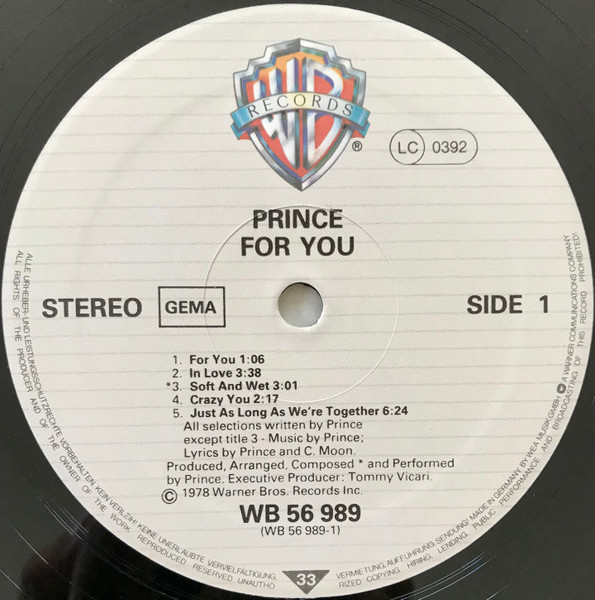 WB
RECORDS
®
LC 0392
PRINCE
FOR YOU
STEREO GEMA SIDE 1
1. For You 1:06
2. In Love 3:38
*3. Soft And Wet 3:01
4. Crazy You 2:17
5. Just As Long As We're Together 6:24
All selections written by Prince
except title 3 - Music by Prince;
Lyrics by Prince and C. Moon.
Produced, Arranged, Composed * and Performed
by Prince. Executive Producer: Tommy Vicari.
© 1978 Warner Bros. Records Inc.
WB 56 989
(WB 56 989-1)
33
ALLE URHEBER- UND LEISTUNGSSCHUTZRECHTE VORBEHALTEN. KEIN VERLEIH! KEINE UNERLAUBTE VERVIELFÄLTIGUNG, VERMIETUNG, AUFFÜHRUNG, SENDUNG! MADE IN GERMANY BY WEA MUSIK GMBH A WARNER COMMUNICATIONS COMPANY
ALL RIGHTS OF THE PRODUCER AND OF THE OWNER OF THE WORK REPRODUCED RESERVED. UNAUTHO RIZED COPYING, HIRING, LENDING, PUBLIC PERFORMANCE AND BROADCASTING OF THIS RECORD PROHIBITED!